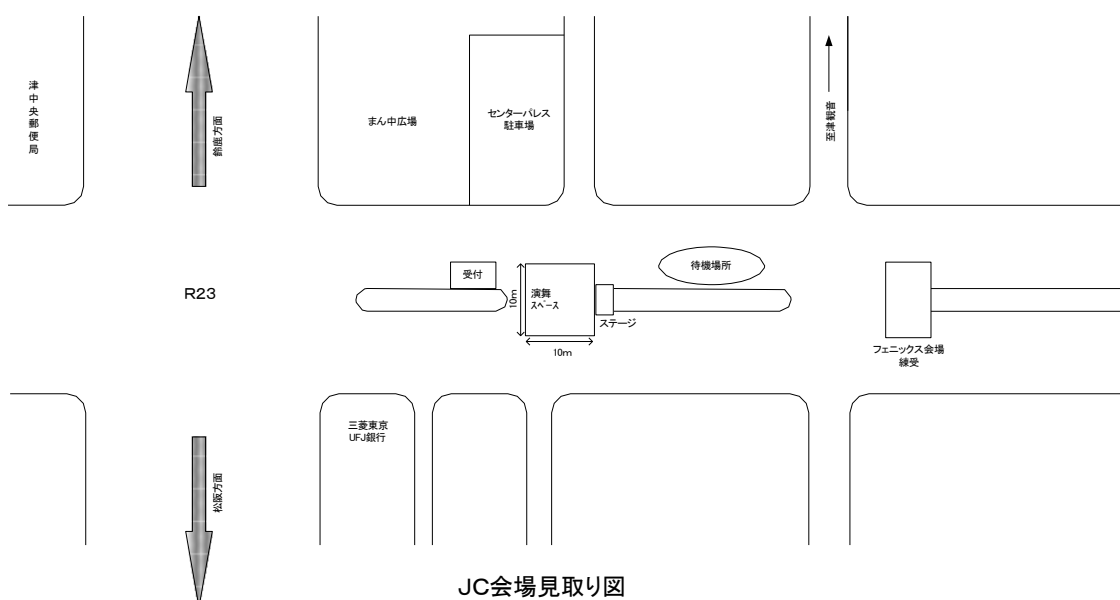 津中央郵便局
鈴鹿方面
まん中広場
センターパレス
駐車場
至津観音
R23
受付
10m
演舞
スペース
10m
ステージ
待機場所
フェニックス会場
練受
三菱東京
UFJ銀行
松阪方面
JC会場見取り図